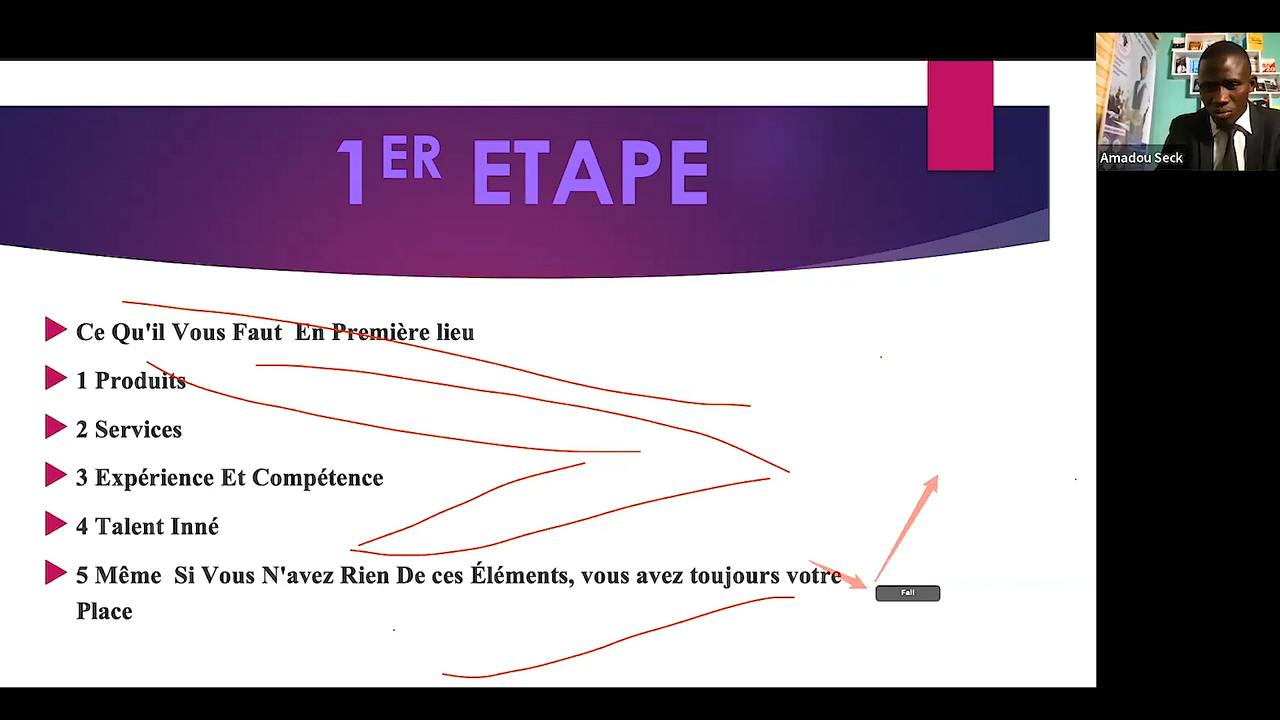 1ER ETAPE
Amadou Seck
Ce Qu'il Vous Faut En Première lieu
1 Produits
2 Services
3 Expérience Et Compétence
4 Talent Inné
5 Même Si Vous N'avez Rien De ces Éléments, vous avez toujours votre
Place
Fall